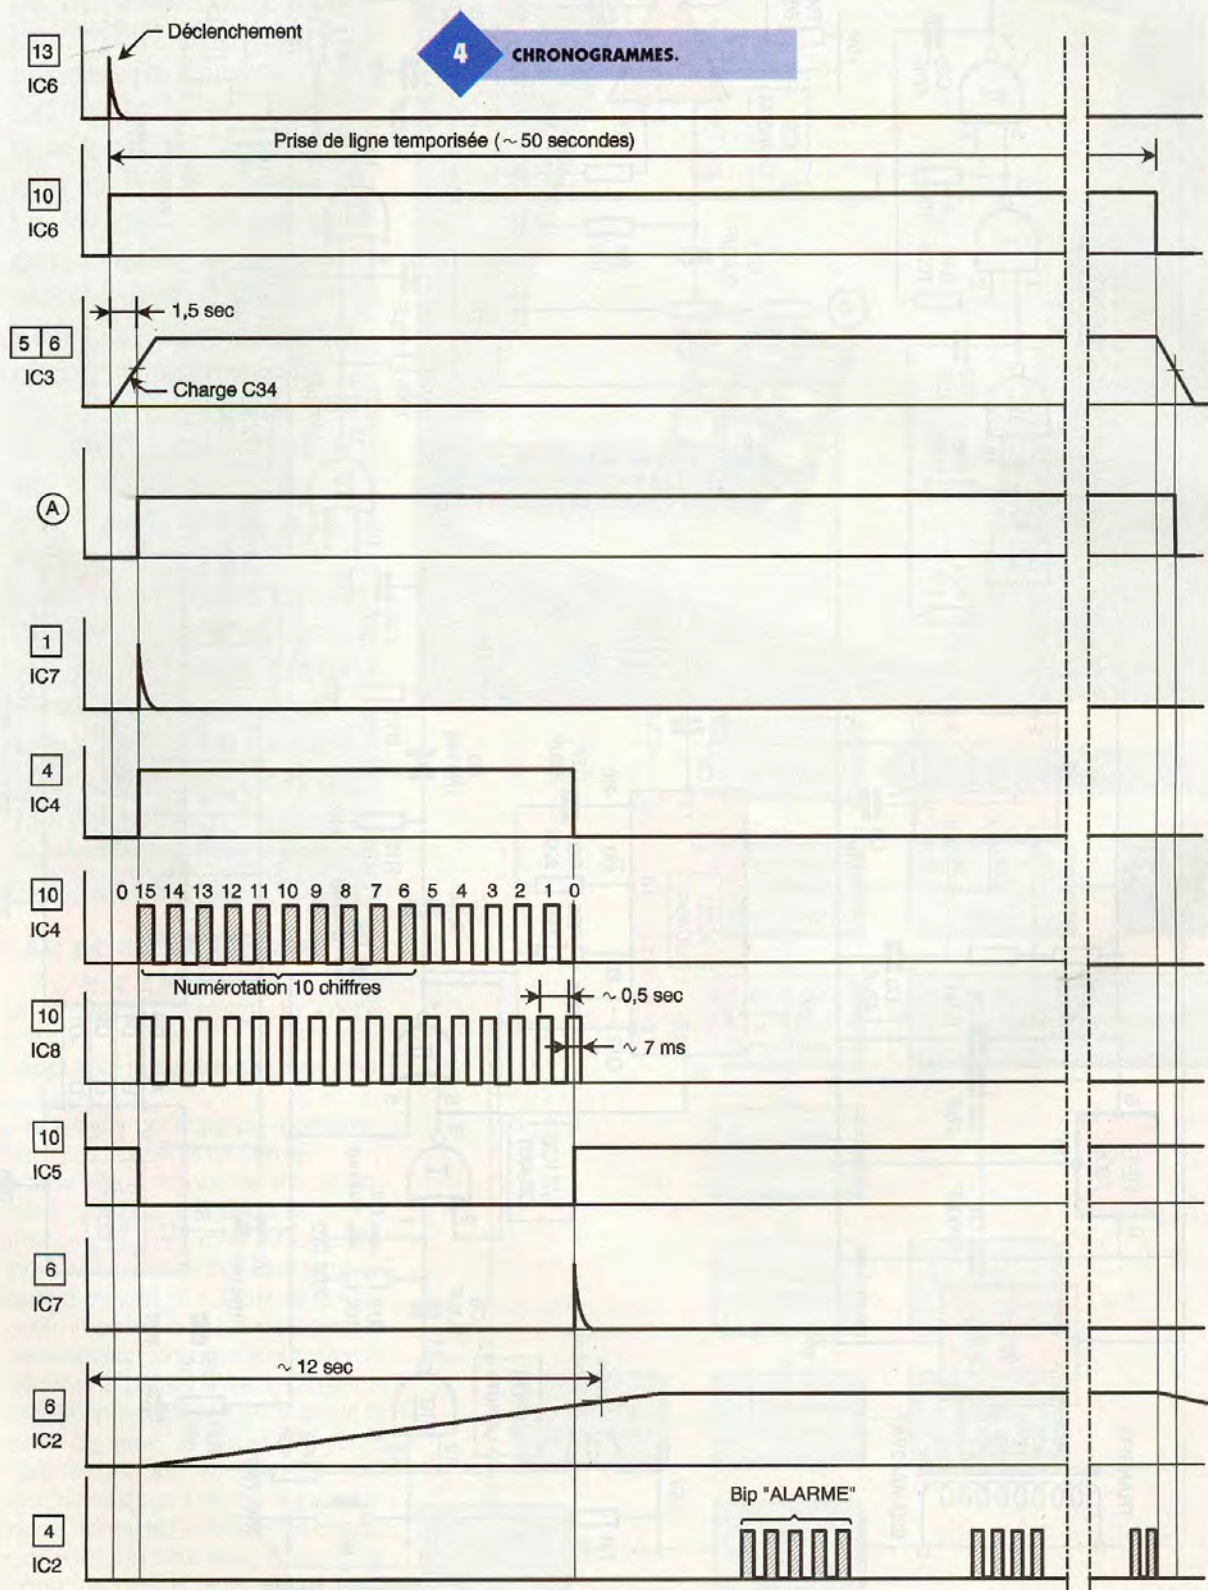 4 CHRONOGRAMMES.
13
IC6
Déclenchement
Prise de ligne temporisée (~ 50 secondes)
10
IC6
1,5 sec
5 6
IC3
Charge C34
A
1
IC7
4
IC4
10
IC4
0 15 14 13 12 11 10 9 8 7 6 5 4 3 2 1 0
Numérotation 10 chiffres
~ 0,5 sec
10
IC8
~ 7 ms
10
IC5
6
IC7
~ 12 sec
6
IC2
Bip "ALARME"
4
IC2